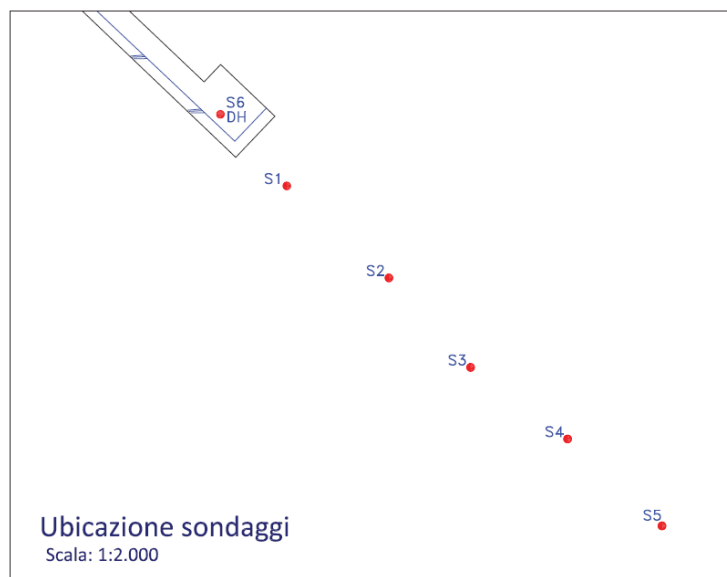 S6
DH
S1
S2
S3
S4
S5
Ubicazione sondaggi
Scala: 1:2.000